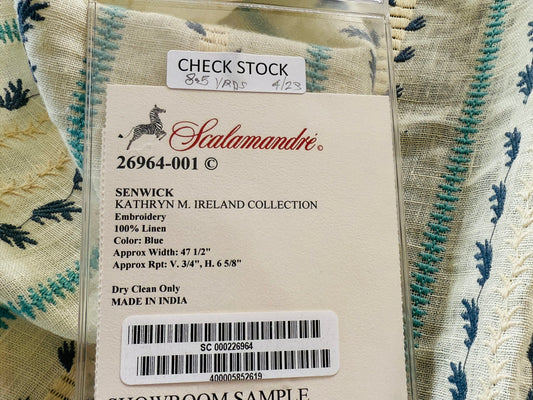 CHECK STOCK
8.5 YRDS 4/23
Scalamandré®
26964-001 ©
SENWICK
KATHRYN M. IRELAND COLLECTION
Embroidery
100% Linen
Color: Blue
Approx Width: 47 1/2"
Approx Rpt: V. 3/4", H. 6 5/8"
Dry Clean Only
MADE IN INDIA
SC 000226964
400005852619
SHOWROOM SAMPLE